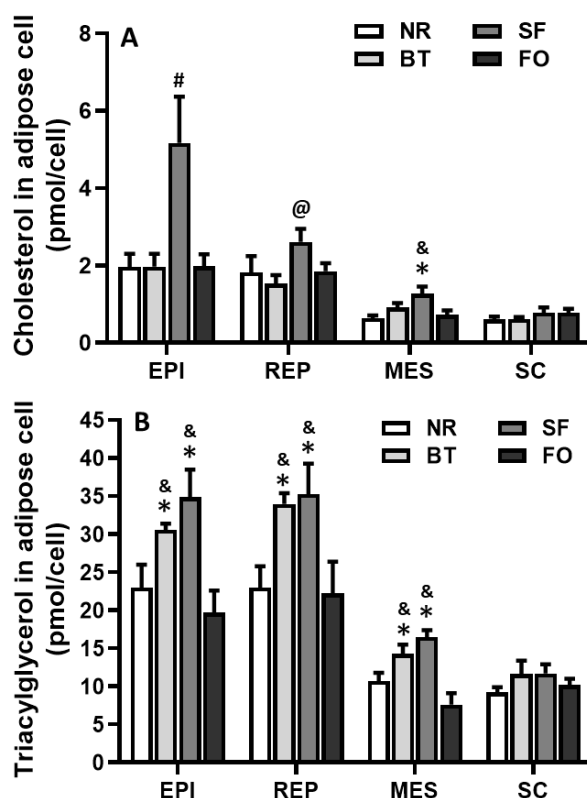 A
NR SF
BT FO
Cholesterol in adipose cell
(pmol/cell)
8
6
4
2
0
#
@
&
*
EPI REP MES SC
B
NR SF
BT FO
Triacylglycerol in adipose cell
(pmol/cell)
45
40
35
30
25
20
15
10
5
0
&
*
&
*
&
*
&
*
&
*
&
*
EPI REP MES SC